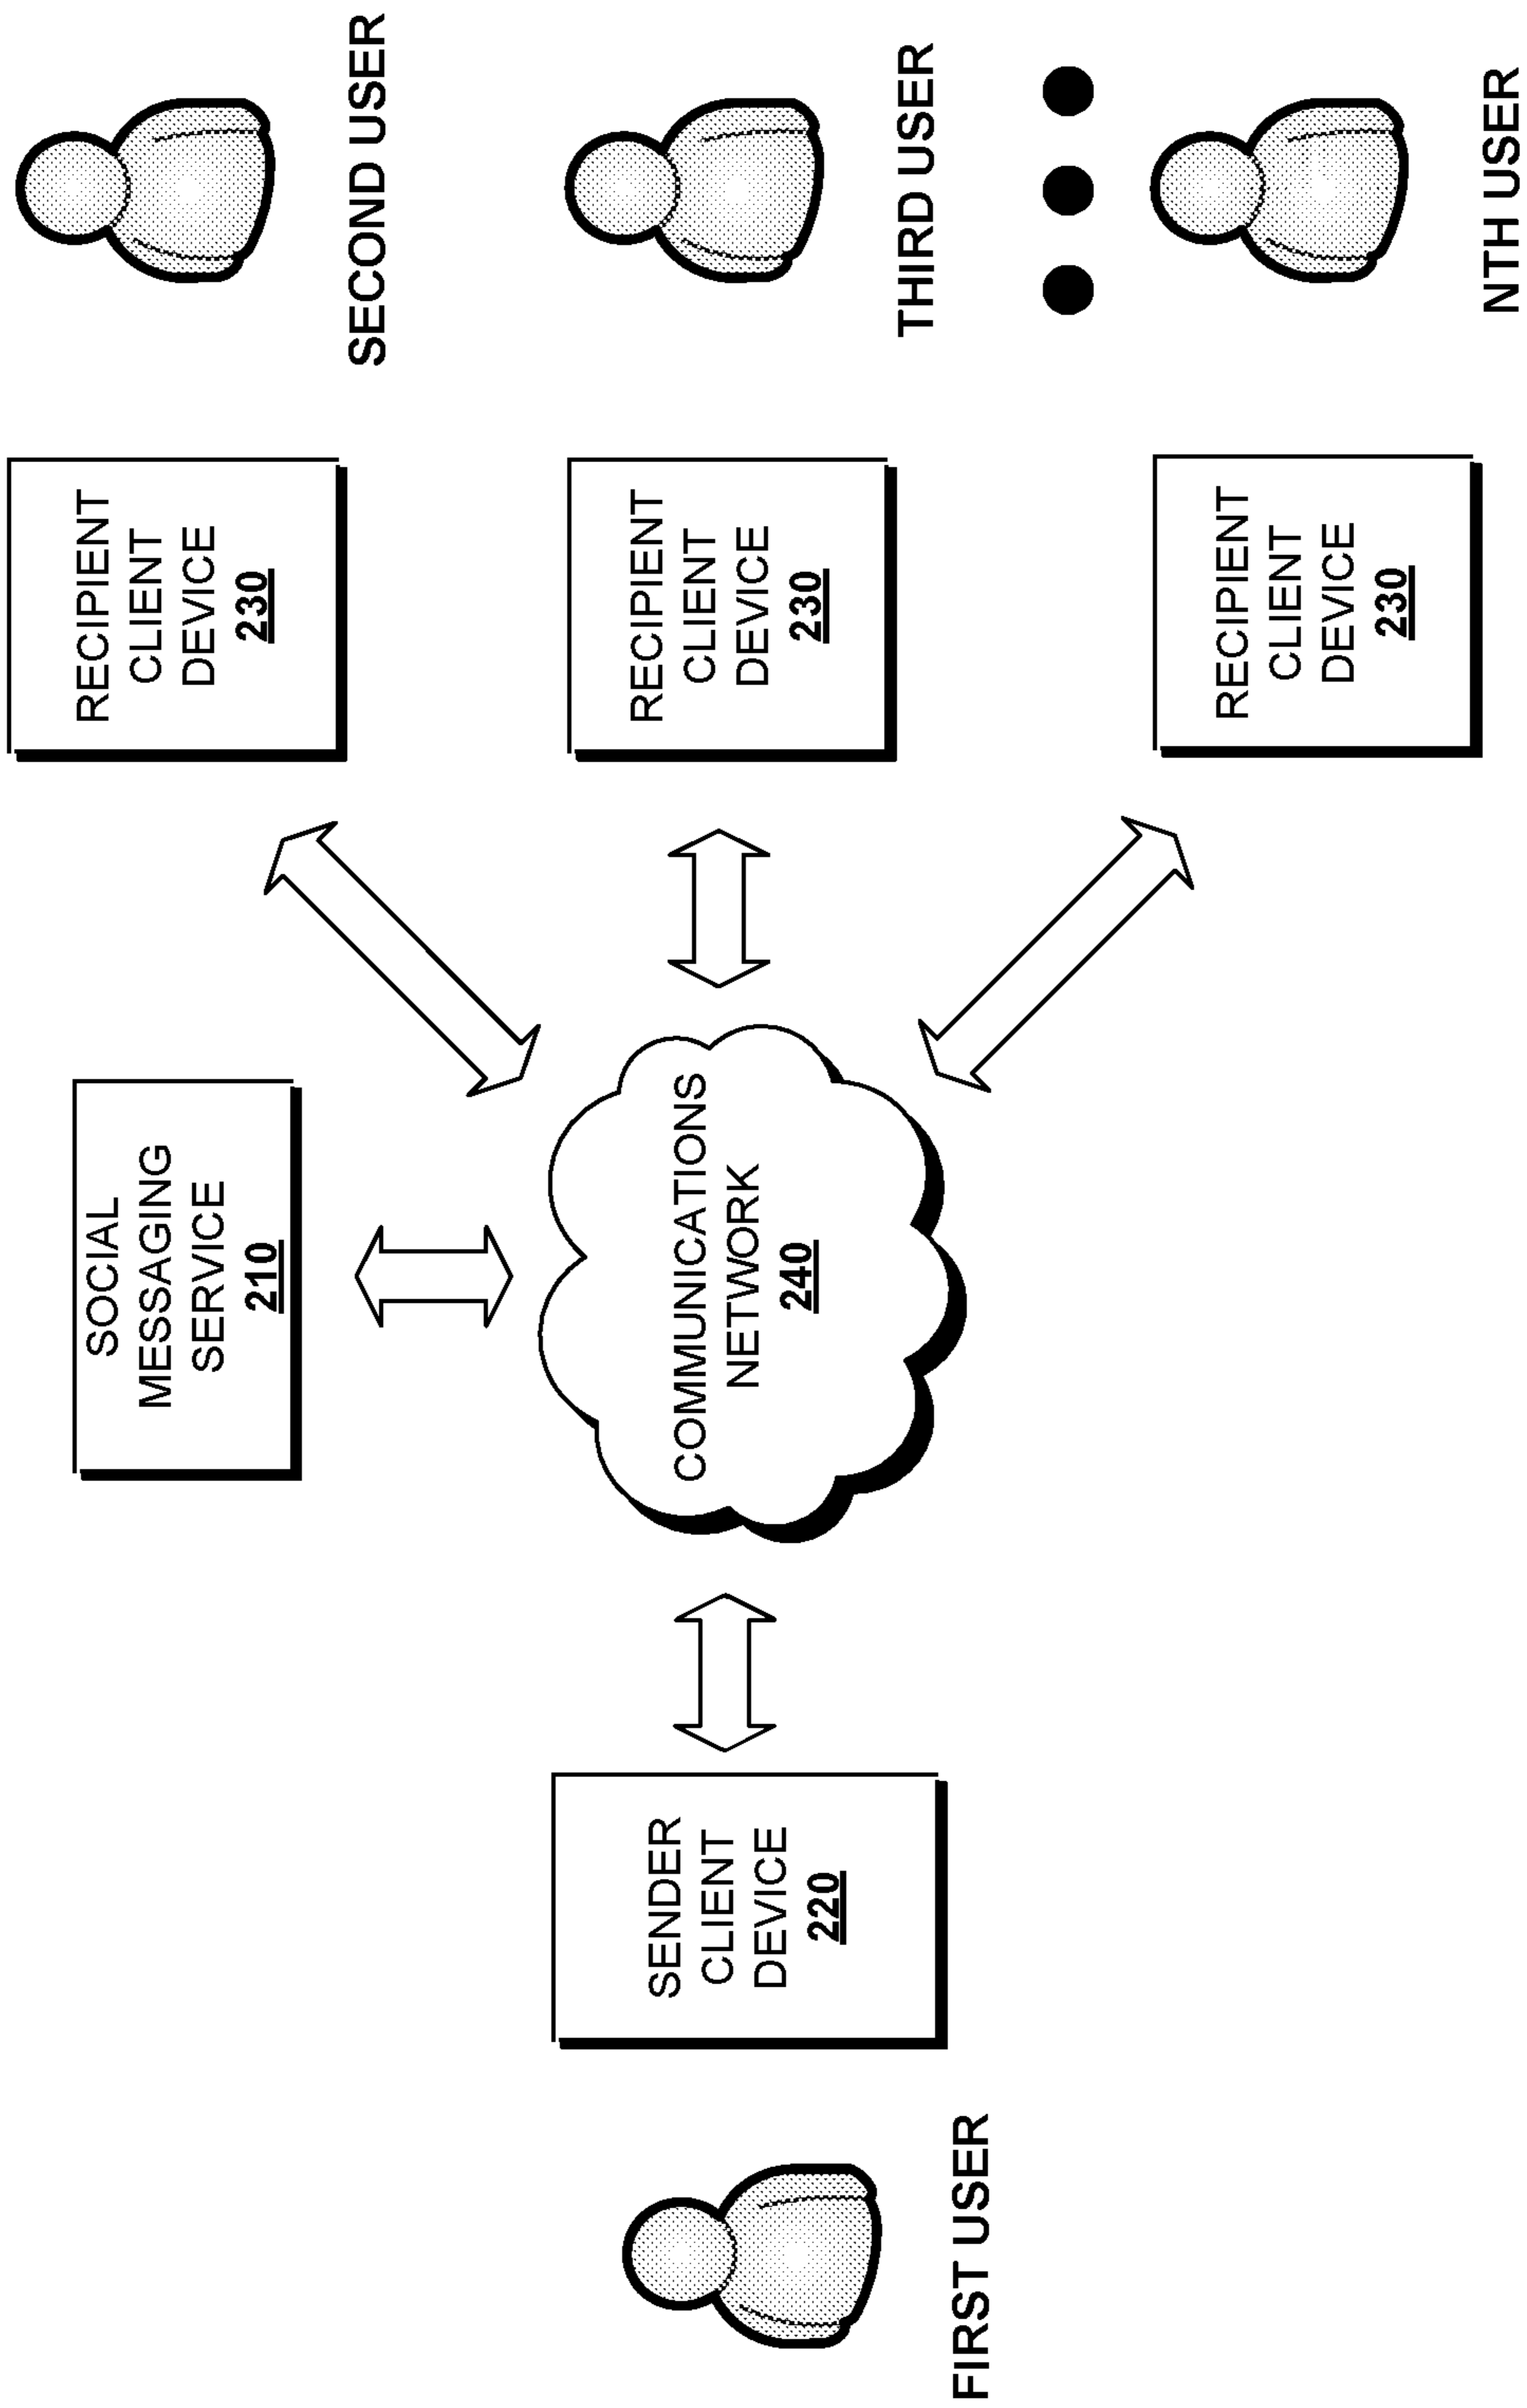 SOCIAL
MESSAGING
SERVICE
210
RECIPIENT
CLIENT
DEVICE
230
SECOND USER
FIRST USER
SENDER
CLIENT
DEVICE
220
COMMUNICATIONS
NETWORK
240
RECIPIENT
CLIENT
DEVICE
230
THIRD USER
RECIPIENT
CLIENT
DEVICE
230
NTH USER